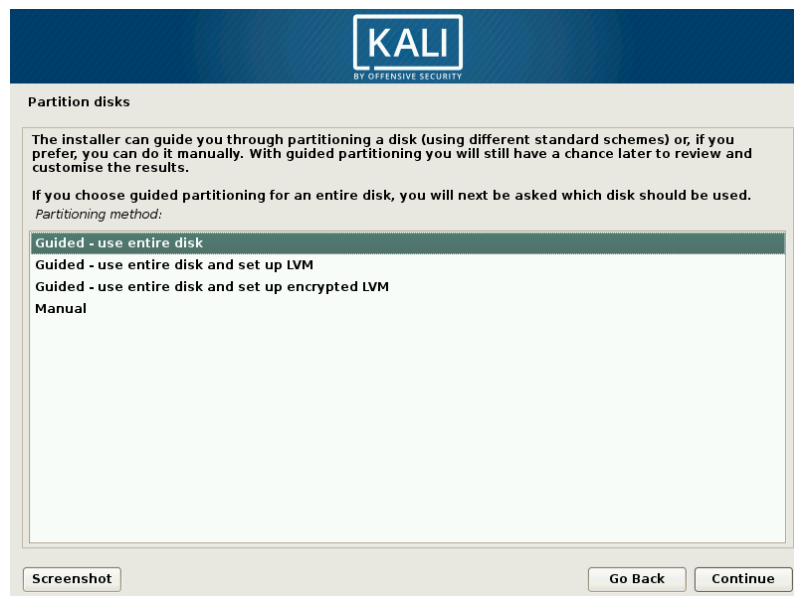 KALI
BY OFFENSIVE SECURITY
Partition disks
The installer can guide you through partitioning a disk (using different standard schemes) or, if you
prefer, you can do it manually. With guided partitioning you will still have a chance later to review and
customise the results.
If you choose guided partitioning for an entire disk, you will next be asked which disk should be used.
Partitioning method:
Guided - use entire disk
Guided - use entire disk and set up LVM
Guided - use entire disk and set up encrypted LVM
Manual
Screenshot
Go Back
Continue